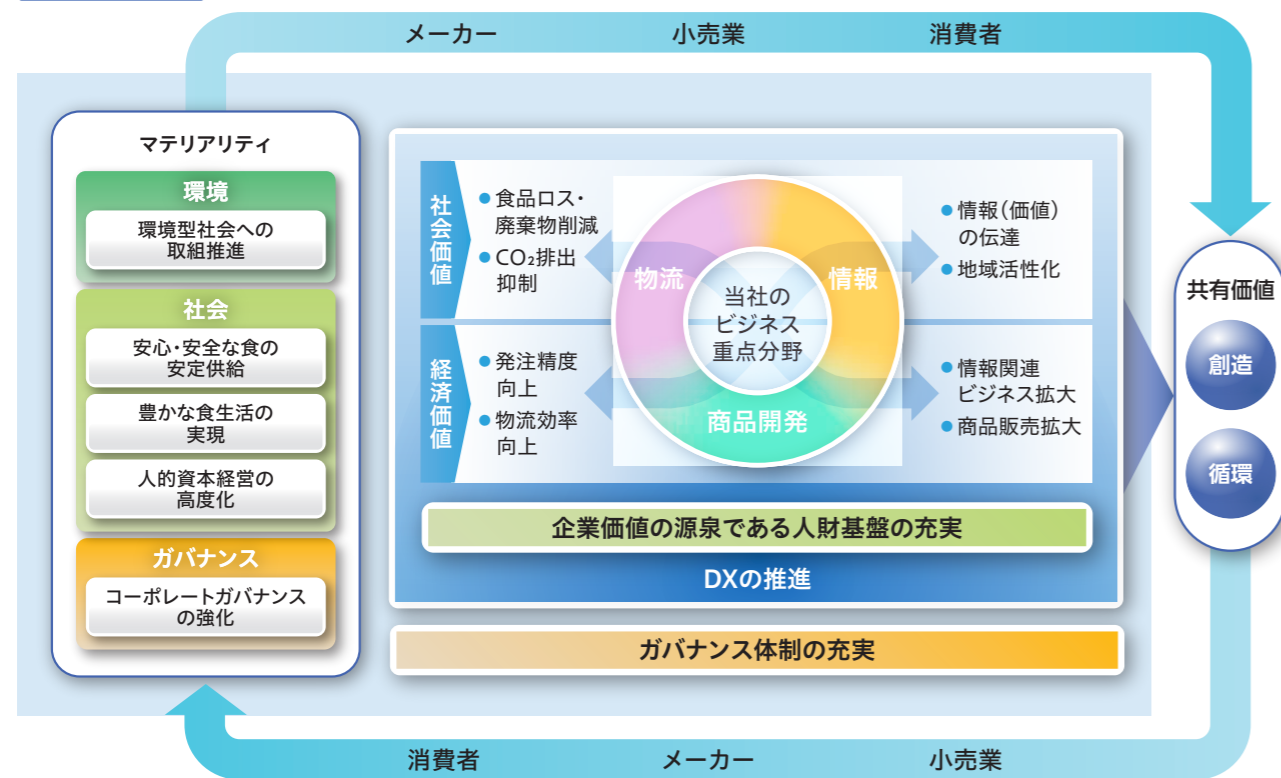 メーカー
小売業
消費者
マテリアリティ
環境
環境型社会への
取組推進
社会
安心・安全な食の
安定供給
豊かな食生活の
実現
人的資本経営の
高度化
ガバナンス
コーポレートガバナンス
の強化
社会価値
● 食品ロス・
廃棄物削減
● CO₂排出
抑制
物流
情報
当社の
ビジネス
重点分野
商品開発
● 情報(価値)
の伝達
● 地域活性化
経済価値
● 発注精度
向上
● 物流効率
向上
● 情報関連
ビジネス拡大
● 商品販売拡大
企業価値の源泉である人財基盤の充実
DXの推進
ガバナンス体制の充実
共有価値
創造
循環
消費者
メーカー
小売業